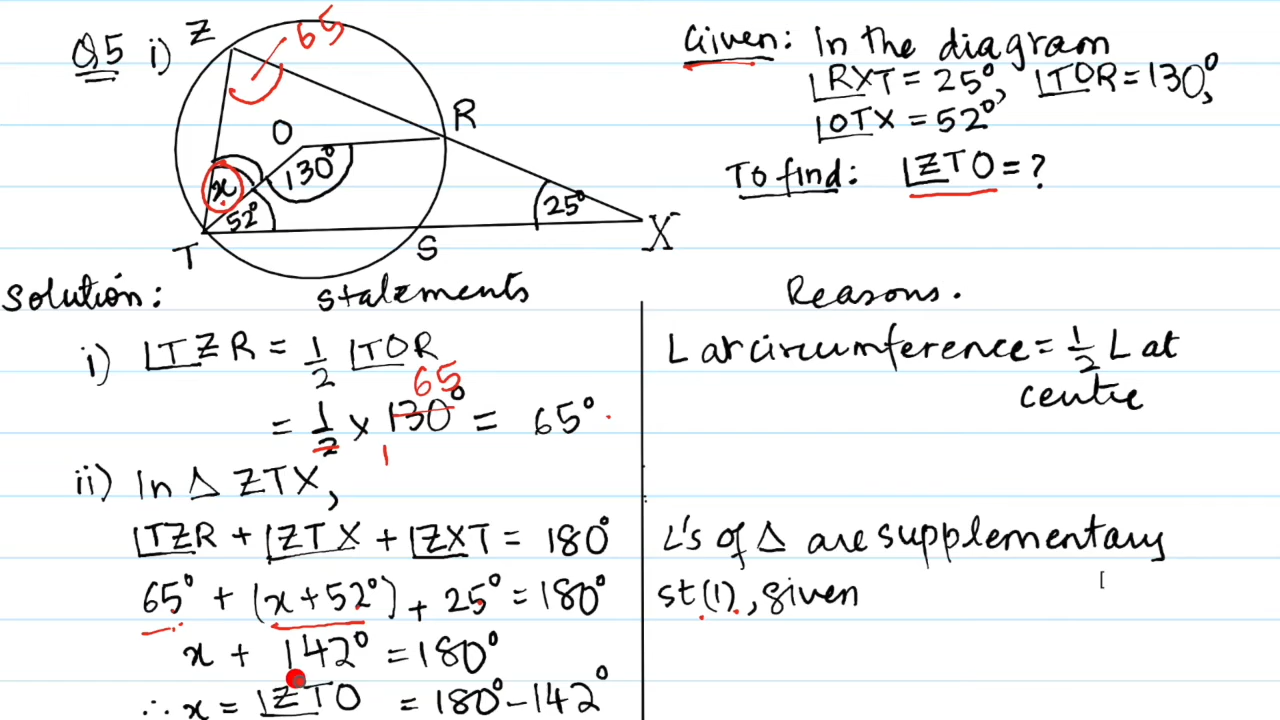 Q5 i)
Z
65
O
R
130°
x
52°
25°
T
S
X
Given: In the diagram
∠RXT = 25°, ∠TOR = 130°,
∠OTX = 52°
To find: ∠ZTO = ?
Solution: statements Reasons.
i) ∠TZR = 1/2 ∠TOR ∠ at circumference = 1/2 ∠ at centre
65
= 1/2 × 130° = 65°
1
ii) In Δ ZTX,
∠TZR + ∠ZTX + ∠ZXT = 180° ∠'s of Δ are supplementary
65° + (x + 52°) + 25° = 180° st(1), given
x + 142° = 180°
∴ x = ∠ZTO = 180° - 142°